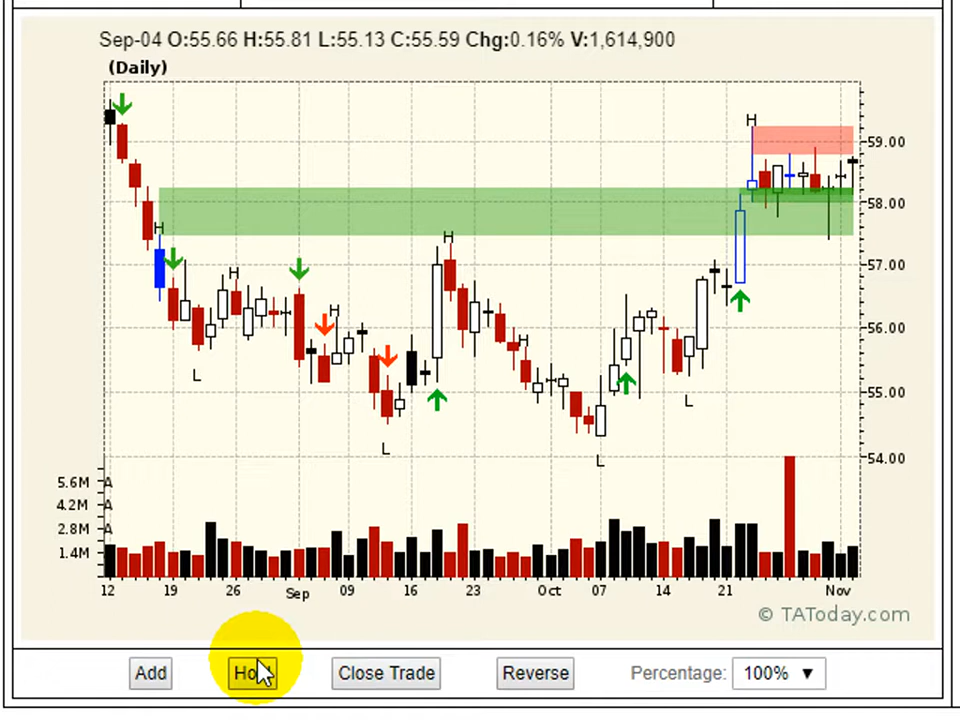 Sep-04 O:55.66 H:55.81 L:55.13 C:55.59 Chg:0.16% V:1,614,900
(Daily)
H
59.00
58.00
H
H
57.00
H
H
56.00
H
L
55.00
L
L
L
54.00
5.6M A
4.2M A
2.8M A
1.4M
12 19 26 Sep 09 16 23 Oct 07 14 21 Nov
© TAToday.com
Add Close Trade Reverse Percentage: 100% ▼